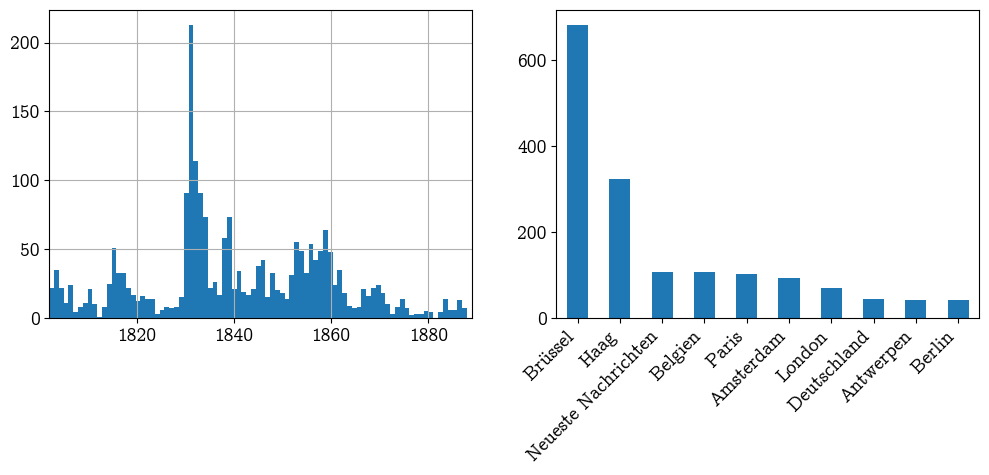 200
150
100
50
0
1820 1840 1860 1880
600
400
200
0
Brüssel
Haag
Neueste Nachrichten
Belgien
Paris
Amsterdam
London
Deutschland
Antwerpen
Berlin